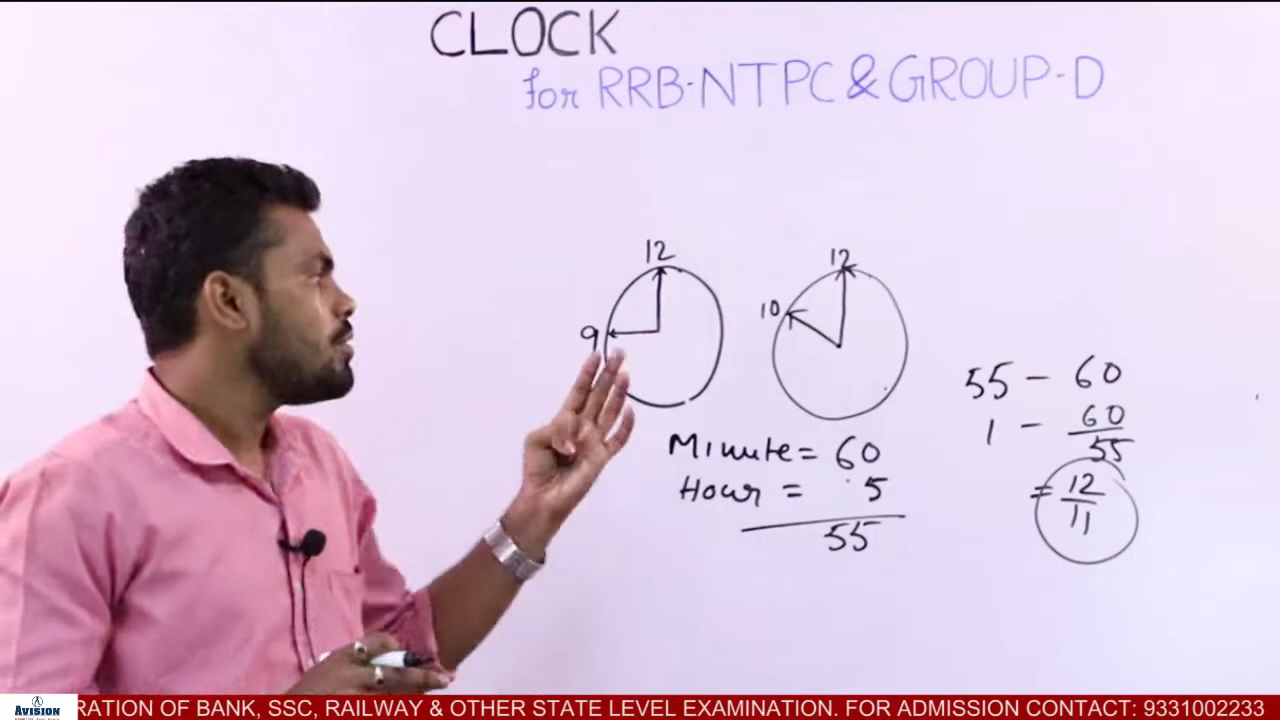 CLOCK
for RRB-NTPC & GROUP-D
12
9
12
10
Minute = 60
Hour = 5
55
55 - 60
1 - 60/55
= 12/11
AVISION
RATION OF BANK, SSC, RAILWAY & OTHER STATE LEVEL EXAMINATION. FOR ADMISSION CONTACT: 9331002233